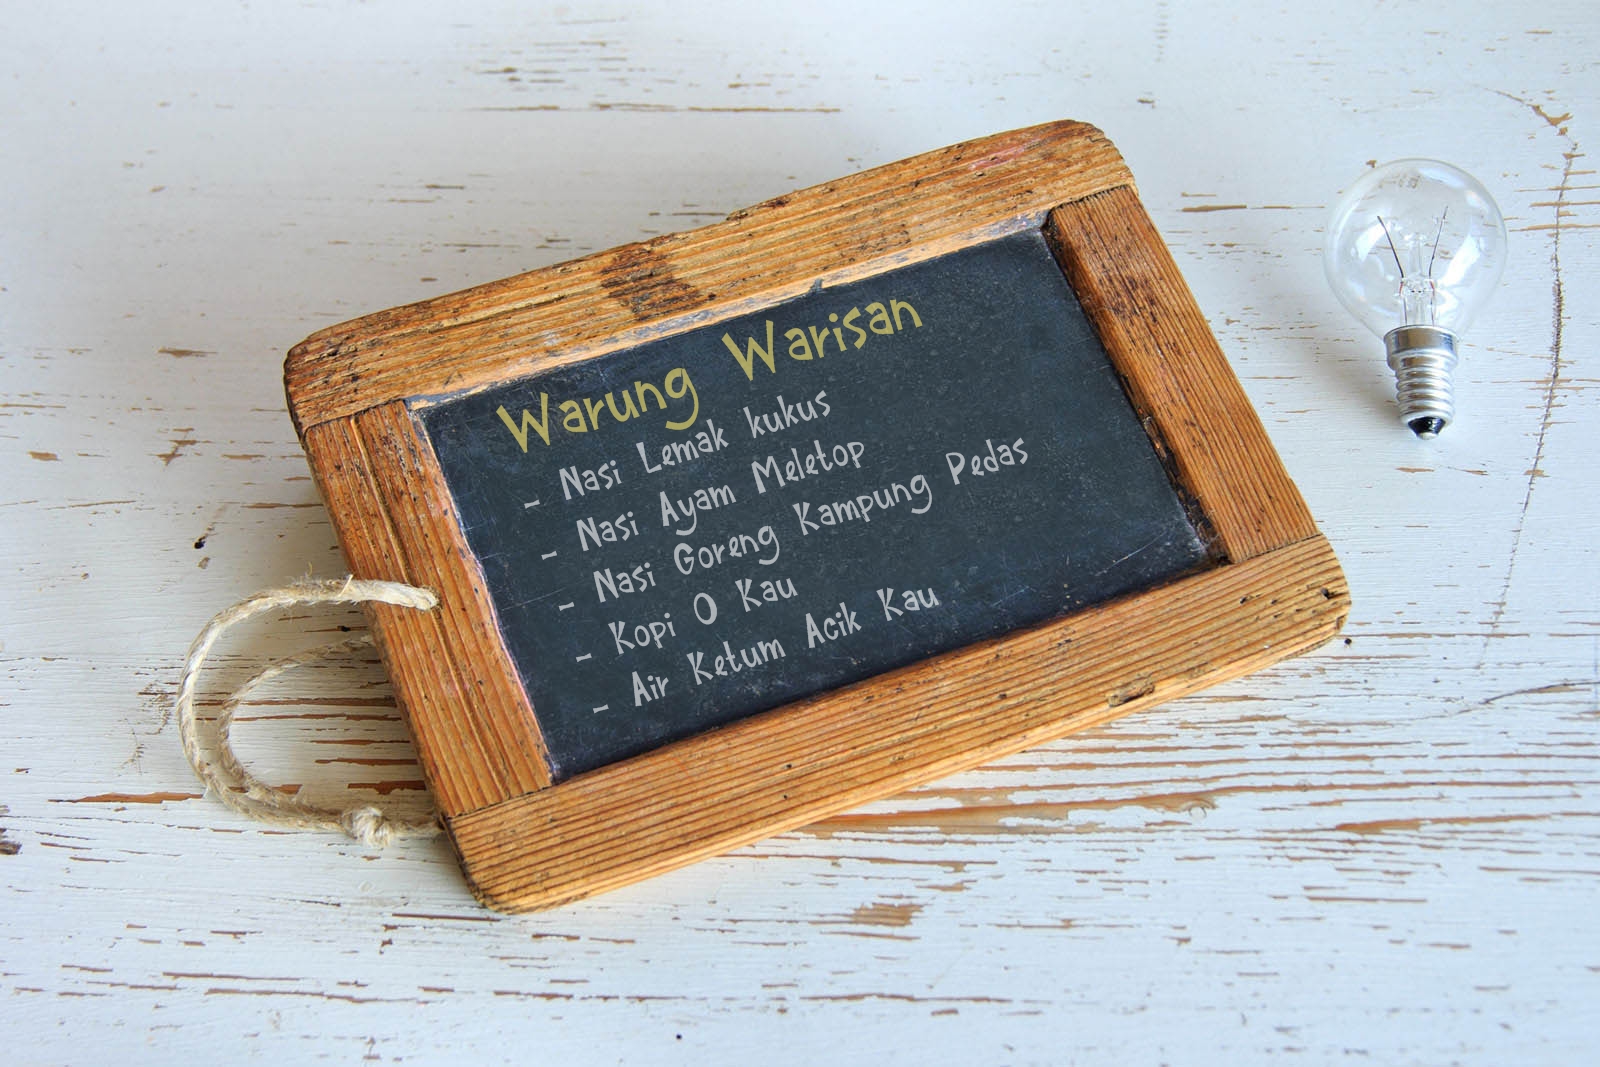 Warung Warisan
- Nasi Lemak kukus
- Nasi Ayam Meletop
- Nasi Goreng Kampung Pedas
- Kopi O Kau
- Air Ketum Acik Kau